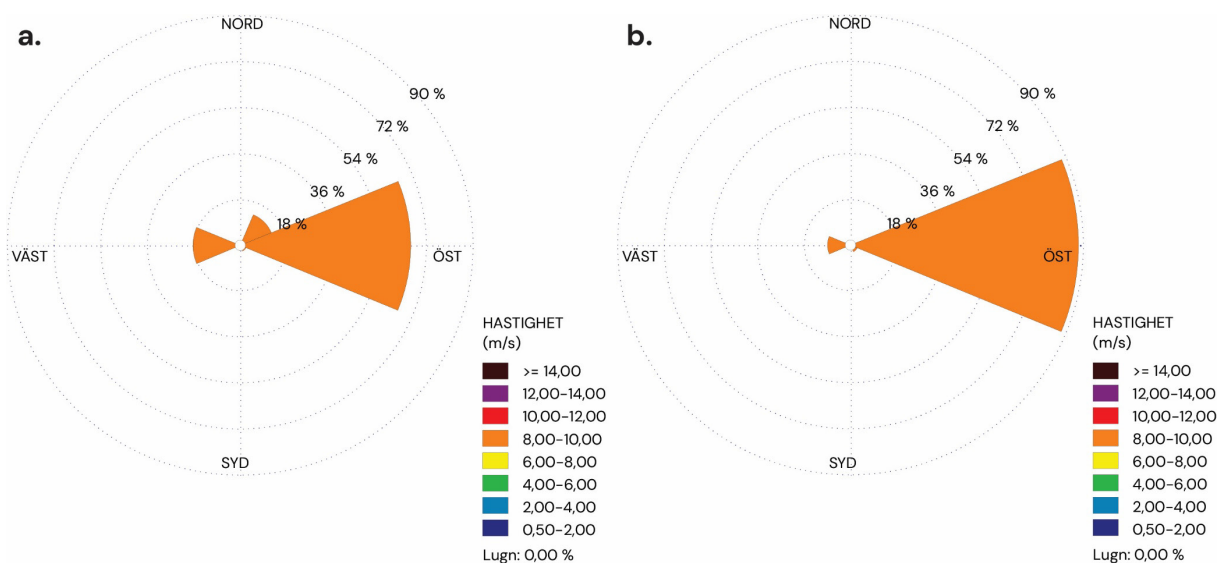 a.
NORD
90 %
72 %
54 %
36 %
18 %
VÄST
ÖST
SYD
HASTIGHET
(m/s)
>= 14,00
12,00–14,00
10,00–12,00
8,00–10,00
6,00–8,00
4,00–6,00
2,00–4,00
0,50–2,00
Lugn: 0,00 %
b.
NORD
90 %
72 %
54 %
36 %
18 %
VÄST
ÖST
SYD
HASTIGHET
(m/s)
>= 14,00
12,00–14,00
10,00–12,00
8,00–10,00
6,00–8,00
4,00–6,00
2,00–4,00
0,50–2,00
Lugn: 0,00 %